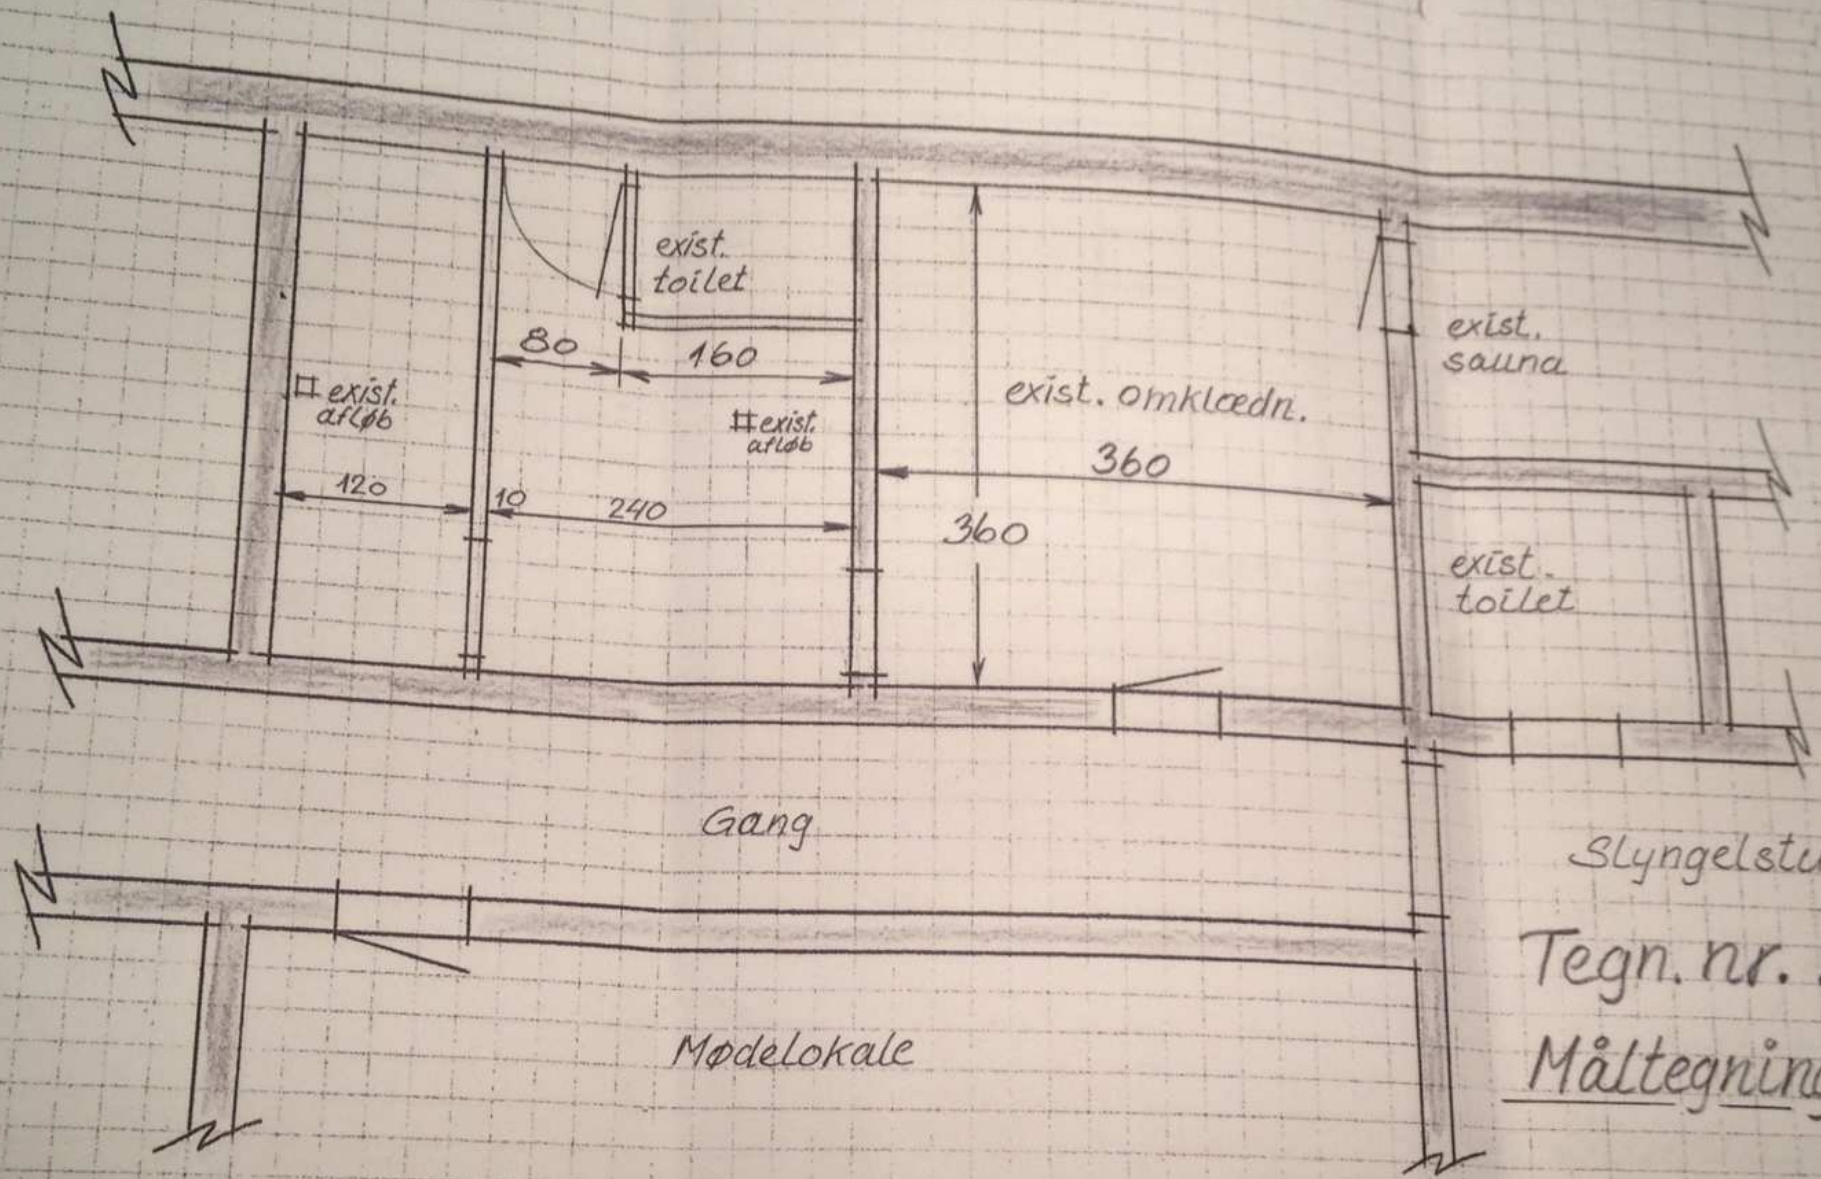 exist.
toilet
80
160
exist.
afløb
exist.
afløb
120
10
240
exist. omklædn.
360
360
exist.
sauna
exist.
toilet
Gang
Mødelokale
Tegn. nr.
Måltegning